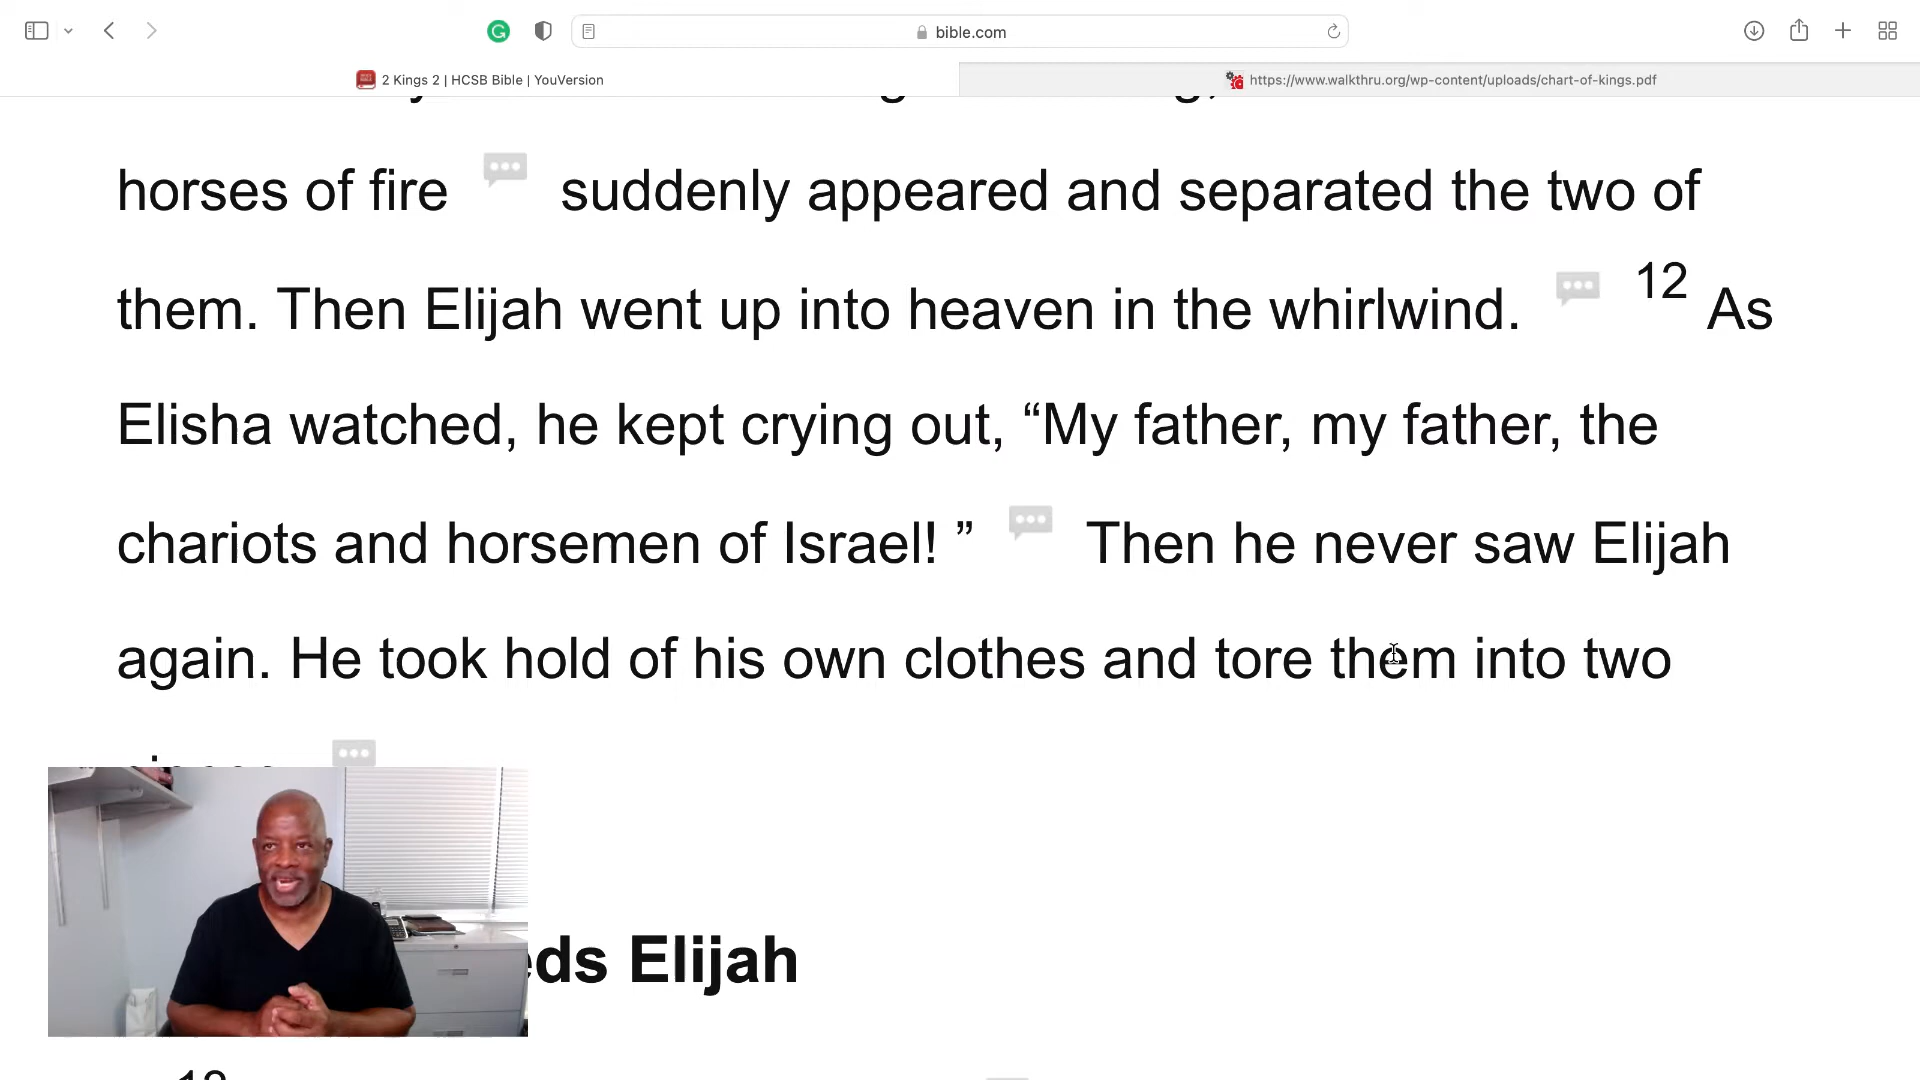 bible.com
2 Kings 2 | HCSB Bible | YouVersion
https://www.walkthru.org/wp-content/uploads/chart-of-kings.pdf
horses of fire suddenly appeared and separated the two of
them. Then Elijah went up into heaven in the whirlwind. 12 As
Elisha watched, he kept crying out, “My father, my father, the
chariots and horsemen of Israel! ” Then he never saw Elijah
again. He took hold of his own clothes and tore them into two
eds Elijah